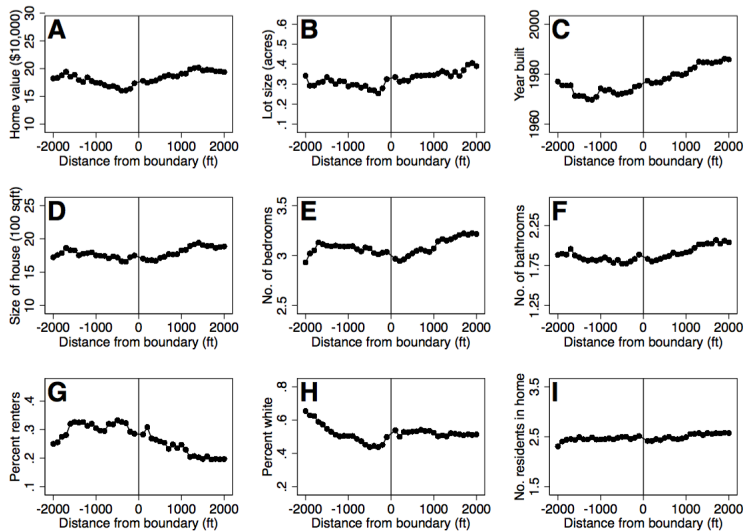 A
Home value ($10,000)
10 15 20 25 30
-2000 -1000 0 1000 2000
Distance from boundary (ft)
B
Lot size (acres)
.1 .2 .3 .4 .5 .6
-2000 -1000 0 1000 2000
Distance from boundary (ft)
C
Year built
1960 1980 2000
-2000 -1000 0 1000 2000
Distance from boundary (ft)
D
Size of house (100 sqft)
10 15 20 25
-2000 -1000 0 1000 2000
Distance from boundary (ft)
E
No. of bedrooms
2.5 3 3.5
-2000 -1000 0 1000 2000
Distance from boundary (ft)
F
No. of bathrooms
1.25 1.75 2.25
-2000 -1000 0 1000 2000
Distance from boundary (ft)
G
Percent renters
.1 .2 .3 .4
-2000 -1000 0 1000 2000
Distance from boundary (ft)
H
Percent white
.2 .4 .6 .8
-2000 -1000 0 1000 2000
Distance from boundary (ft)
I
No. residents in home
1.5 2.5 3.5
-2000 -1000 0 1000 2000
Distance from boundary (ft)